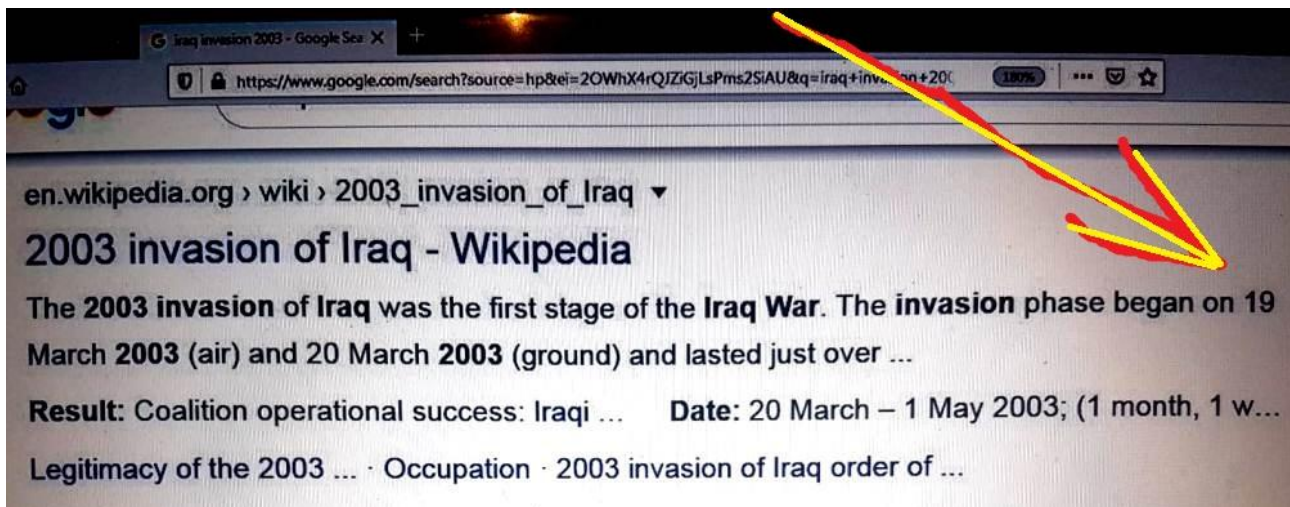 iraq invasion 2003 - Google Sea
https://www.google.com/search?source=hp&ei=2OWhX4rQJZiGjLsPms2SiAU&q=iraq+invasion+20 180%
en.wikipedia.org › wiki › 2003_invasion_of_Iraq
2003 invasion of Iraq - Wikipedia
The 2003 invasion of Iraq was the first stage of the Iraq War. The invasion phase began on 19
March 2003 (air) and 20 March 2003 (ground) and lasted just over ...
Result: Coalition operational success: Iraqi ... Date: 20 March – 1 May 2003; (1 month, 1 w...
Legitimacy of the 2003 ... · Occupation · 2003 invasion of Iraq order of ...